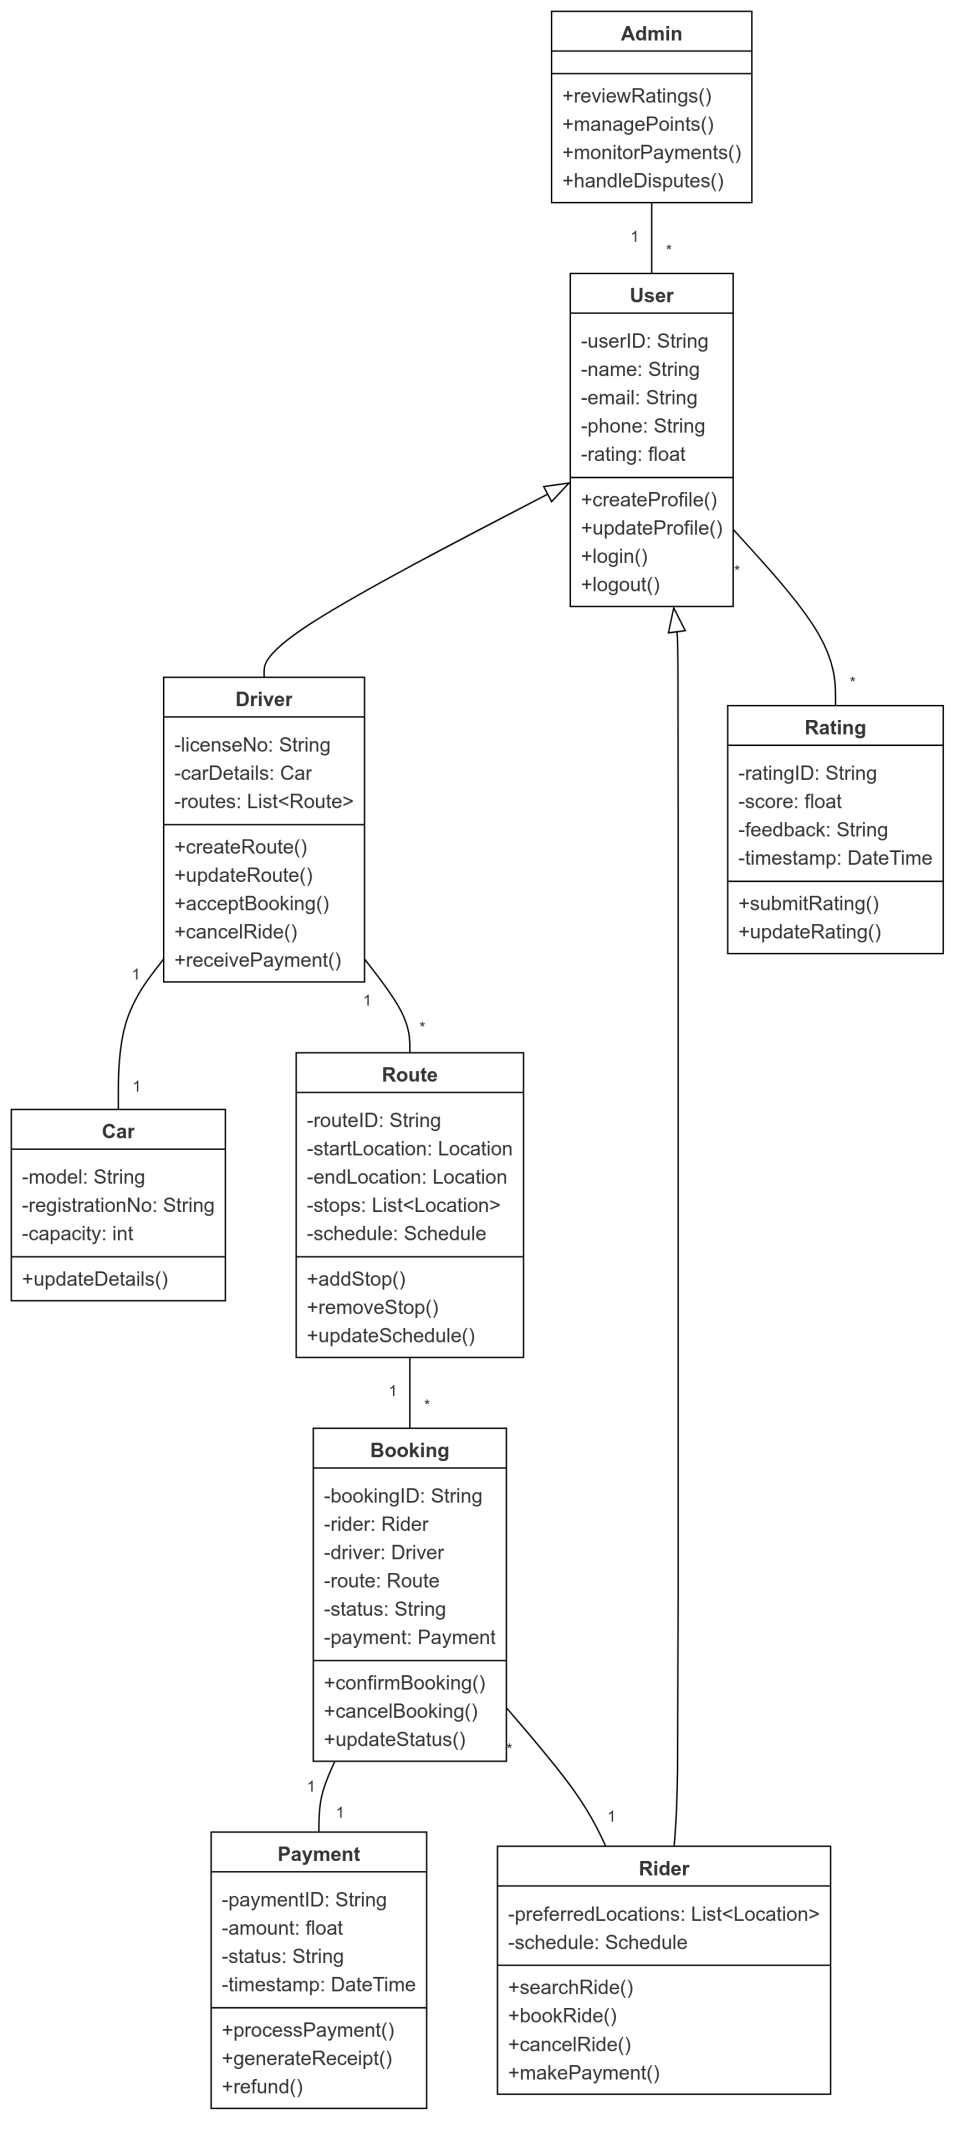 Admin
+reviewRatings()
+managePoints()
+monitorPayments()
+handleDisputes()
1
*
User
-userID: String
-name: String
-email: String
-phone: String
-rating: float
+createProfile()
+updateProfile()
+login()
+logout()
*
*
Driver
-licenseNo: String
-carDetails: Car
-routes: List<Route>
+createRoute()
+updateRoute()
+acceptBooking()
+cancelRide()
+receivePayment()
Rating
-ratingID: String
-score: float
-feedback: String
-timestamp: DateTime
+submitRating()
+updateRating()
1
1
1
*
Car
-model: String
-registrationNo: String
-capacity: int
+updateDetails()
Route
-routeID: String
-startLocation: Location
-endLocation: Location
-stops: List<Location>
-schedule: Schedule
+addStop()
+removeStop()
+updateSchedule()
1
*
Booking
-bookingID: String
-rider: Rider
-driver: Driver
-route: Route
-status: String
-payment: Payment
+confirmBooking()
+cancelBooking()
+updateStatus()
*
1
1
1
Payment
-paymentID: String
-amount: float
-status: String
-timestamp: DateTime
+processPayment()
+generateReceipt()
+refund()
Rider
-preferredLocations: List<Location>
-schedule: Schedule
+searchRide()
+bookRide()
+cancelRide()
+makePayment()